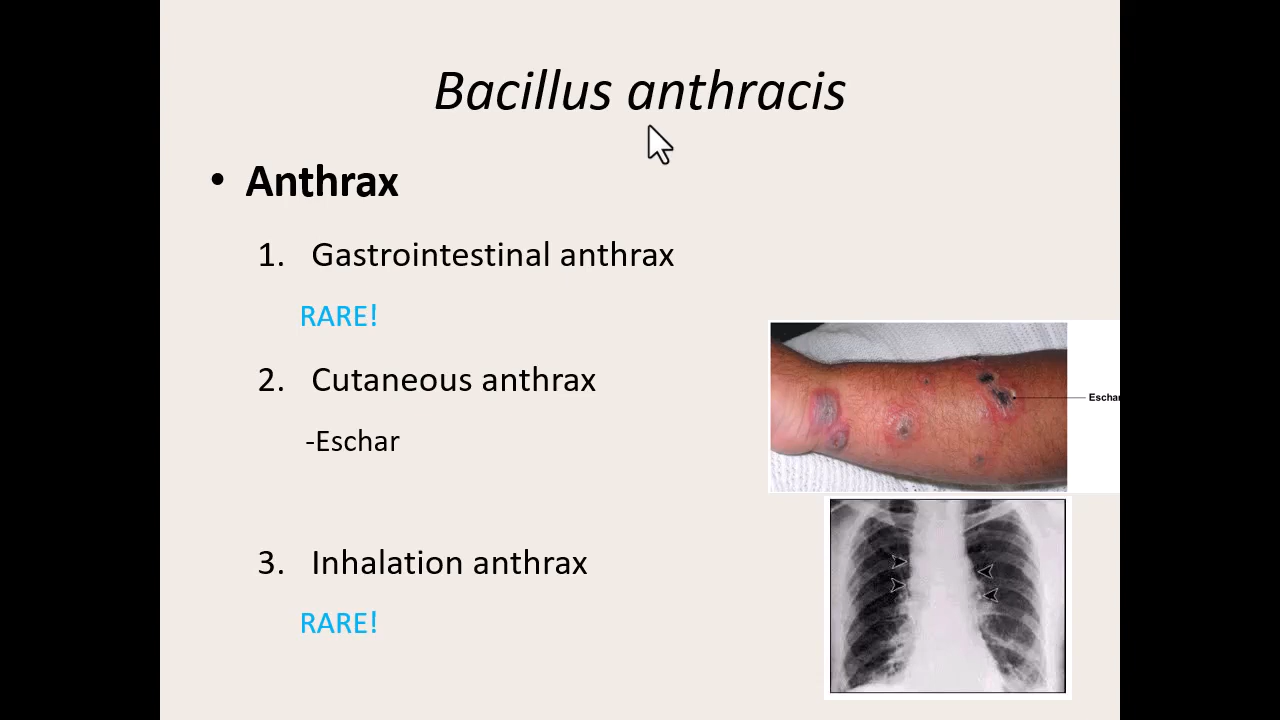 Bacillus anthracis
• Anthrax
1. Gastrointestinal anthrax
RARE!
2. Cutaneous anthrax
-Eschar
Eschar
3. Inhalation anthrax
RARE!